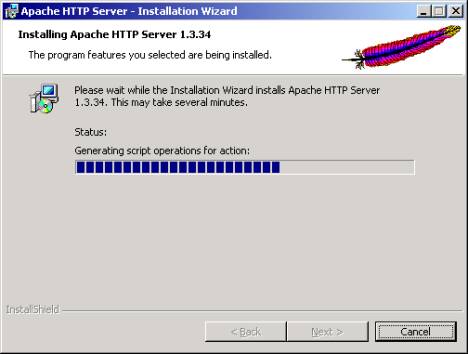 Apache HTTP Server - Installation Wizard
Installing Apache HTTP Server 1.3.34
The program features you selected are being installed.
Please wait while the Installation Wizard installs Apache HTTP Server
1.3.34. This may take several minutes.
Status:
Generating script operations for action:
InstallShield
< Back
Next >
Cancel